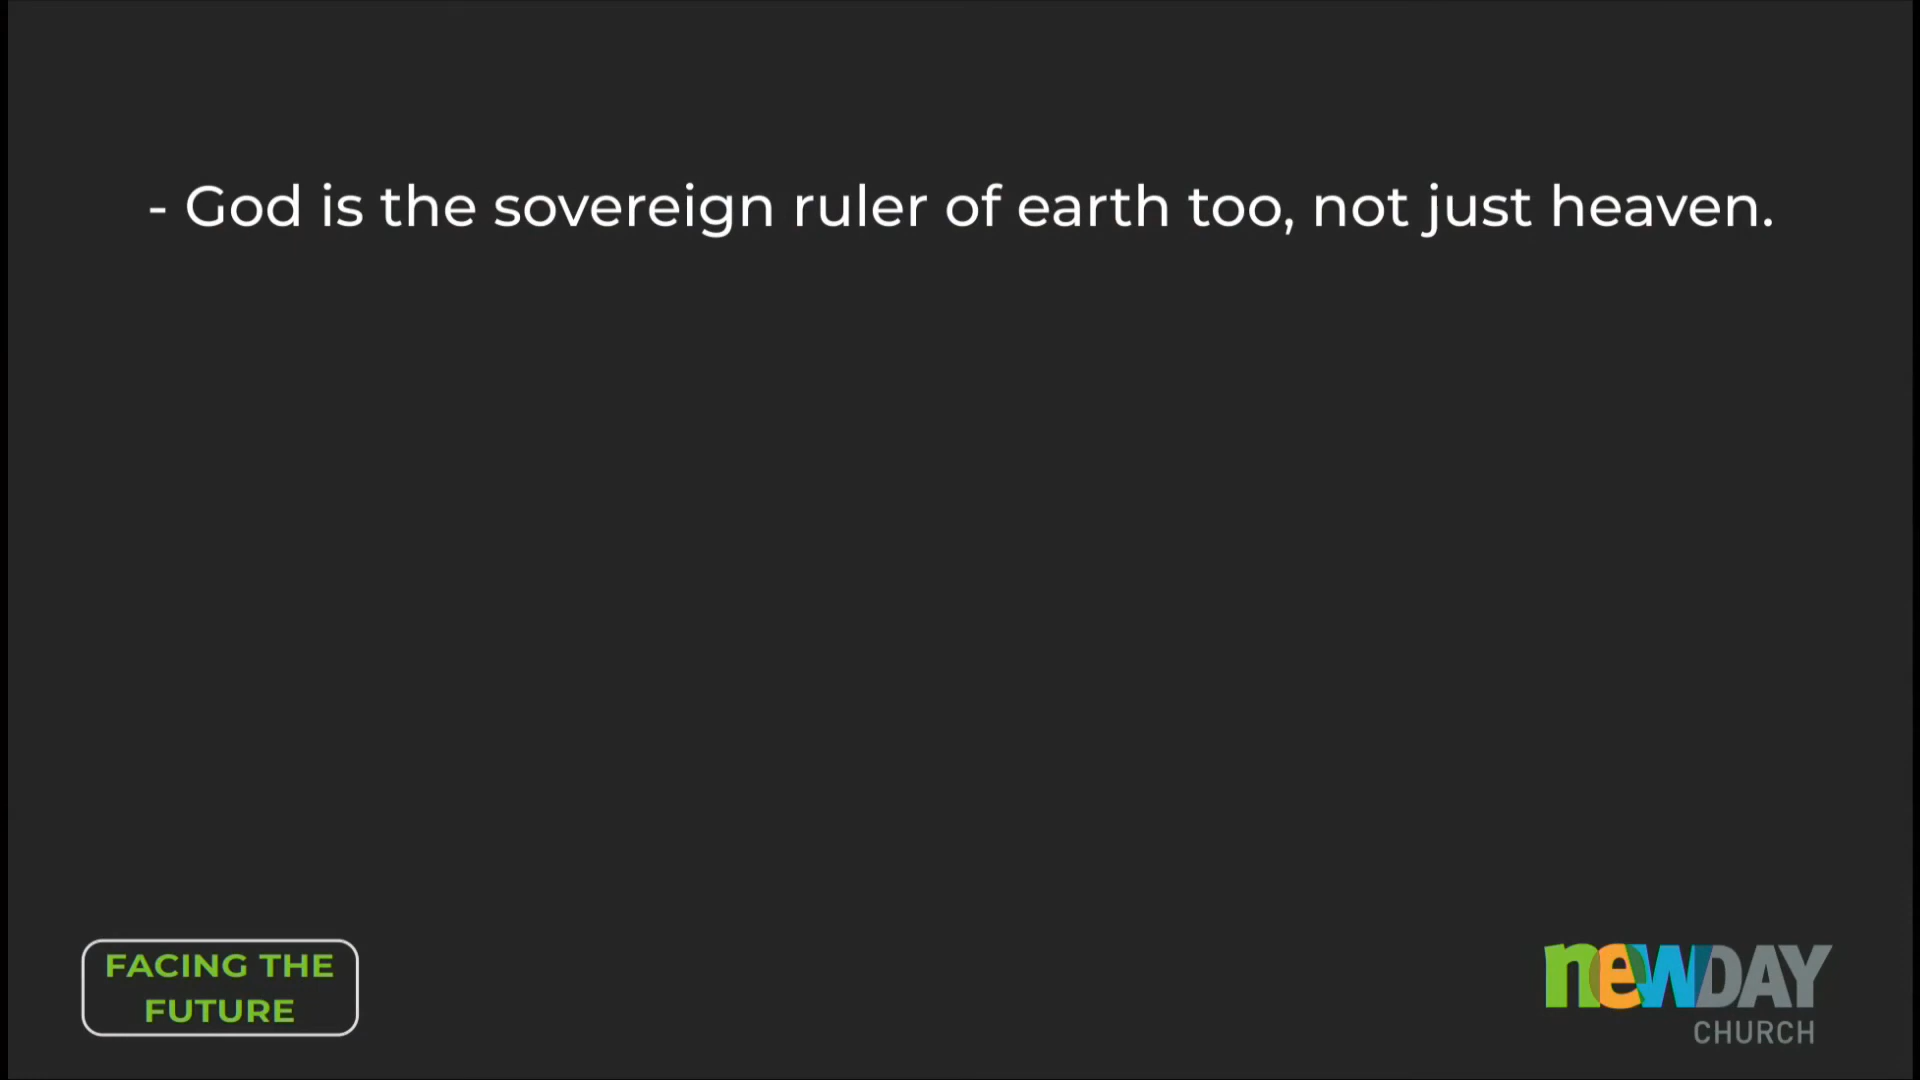 - God is the sovereign ruler of earth too, not just heaven.
FACING THE
FUTURE
newDAY
CHURCH